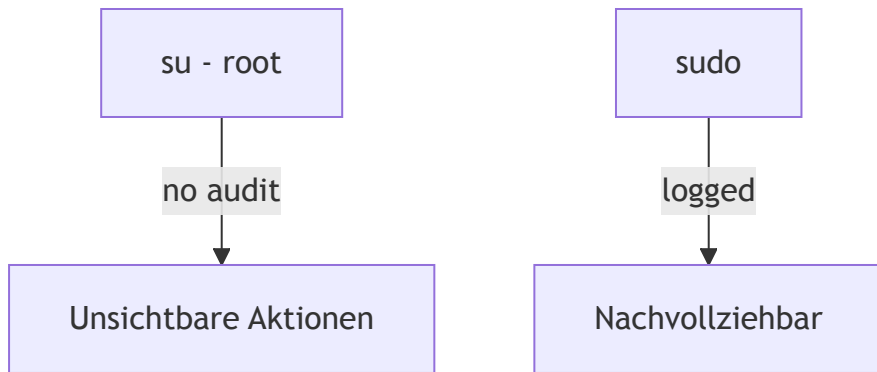 su - root
sudo
no audit
logged
Unsichtbare Aktionen
Nachvollziehbar